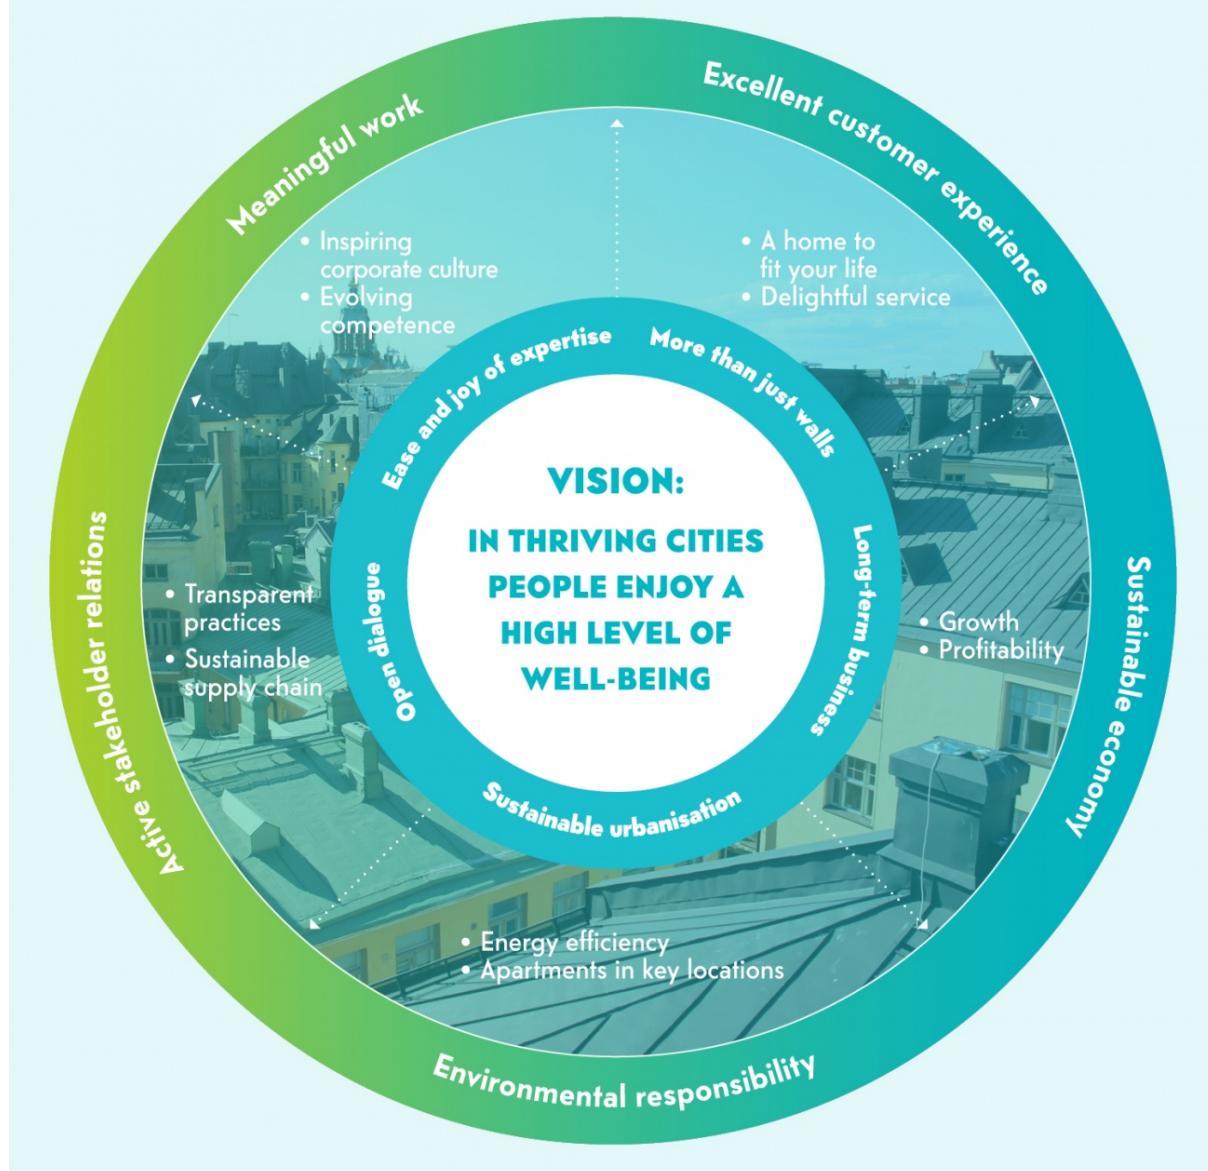 Excellent customer experience
Meaningful work
• Inspiring
corporate culture
• Evolving
competence
• A home to
fit your life
• Delightful service
Ease and joy of expertise
More than just walls
VISION:
IN THRIVING CITIES
PEOPLE ENJOY A
HIGH LEVEL OF
WELL-BEING
Open dialogue
Long-term business
Sustainable urbanisation
Active stakeholder relations
• Transparent
practices
• Sustainable
supply chain
• Growth
• Profitability
Sustainable economy
• Energy efficiency
• Apartments in key locations
Environmental responsibility